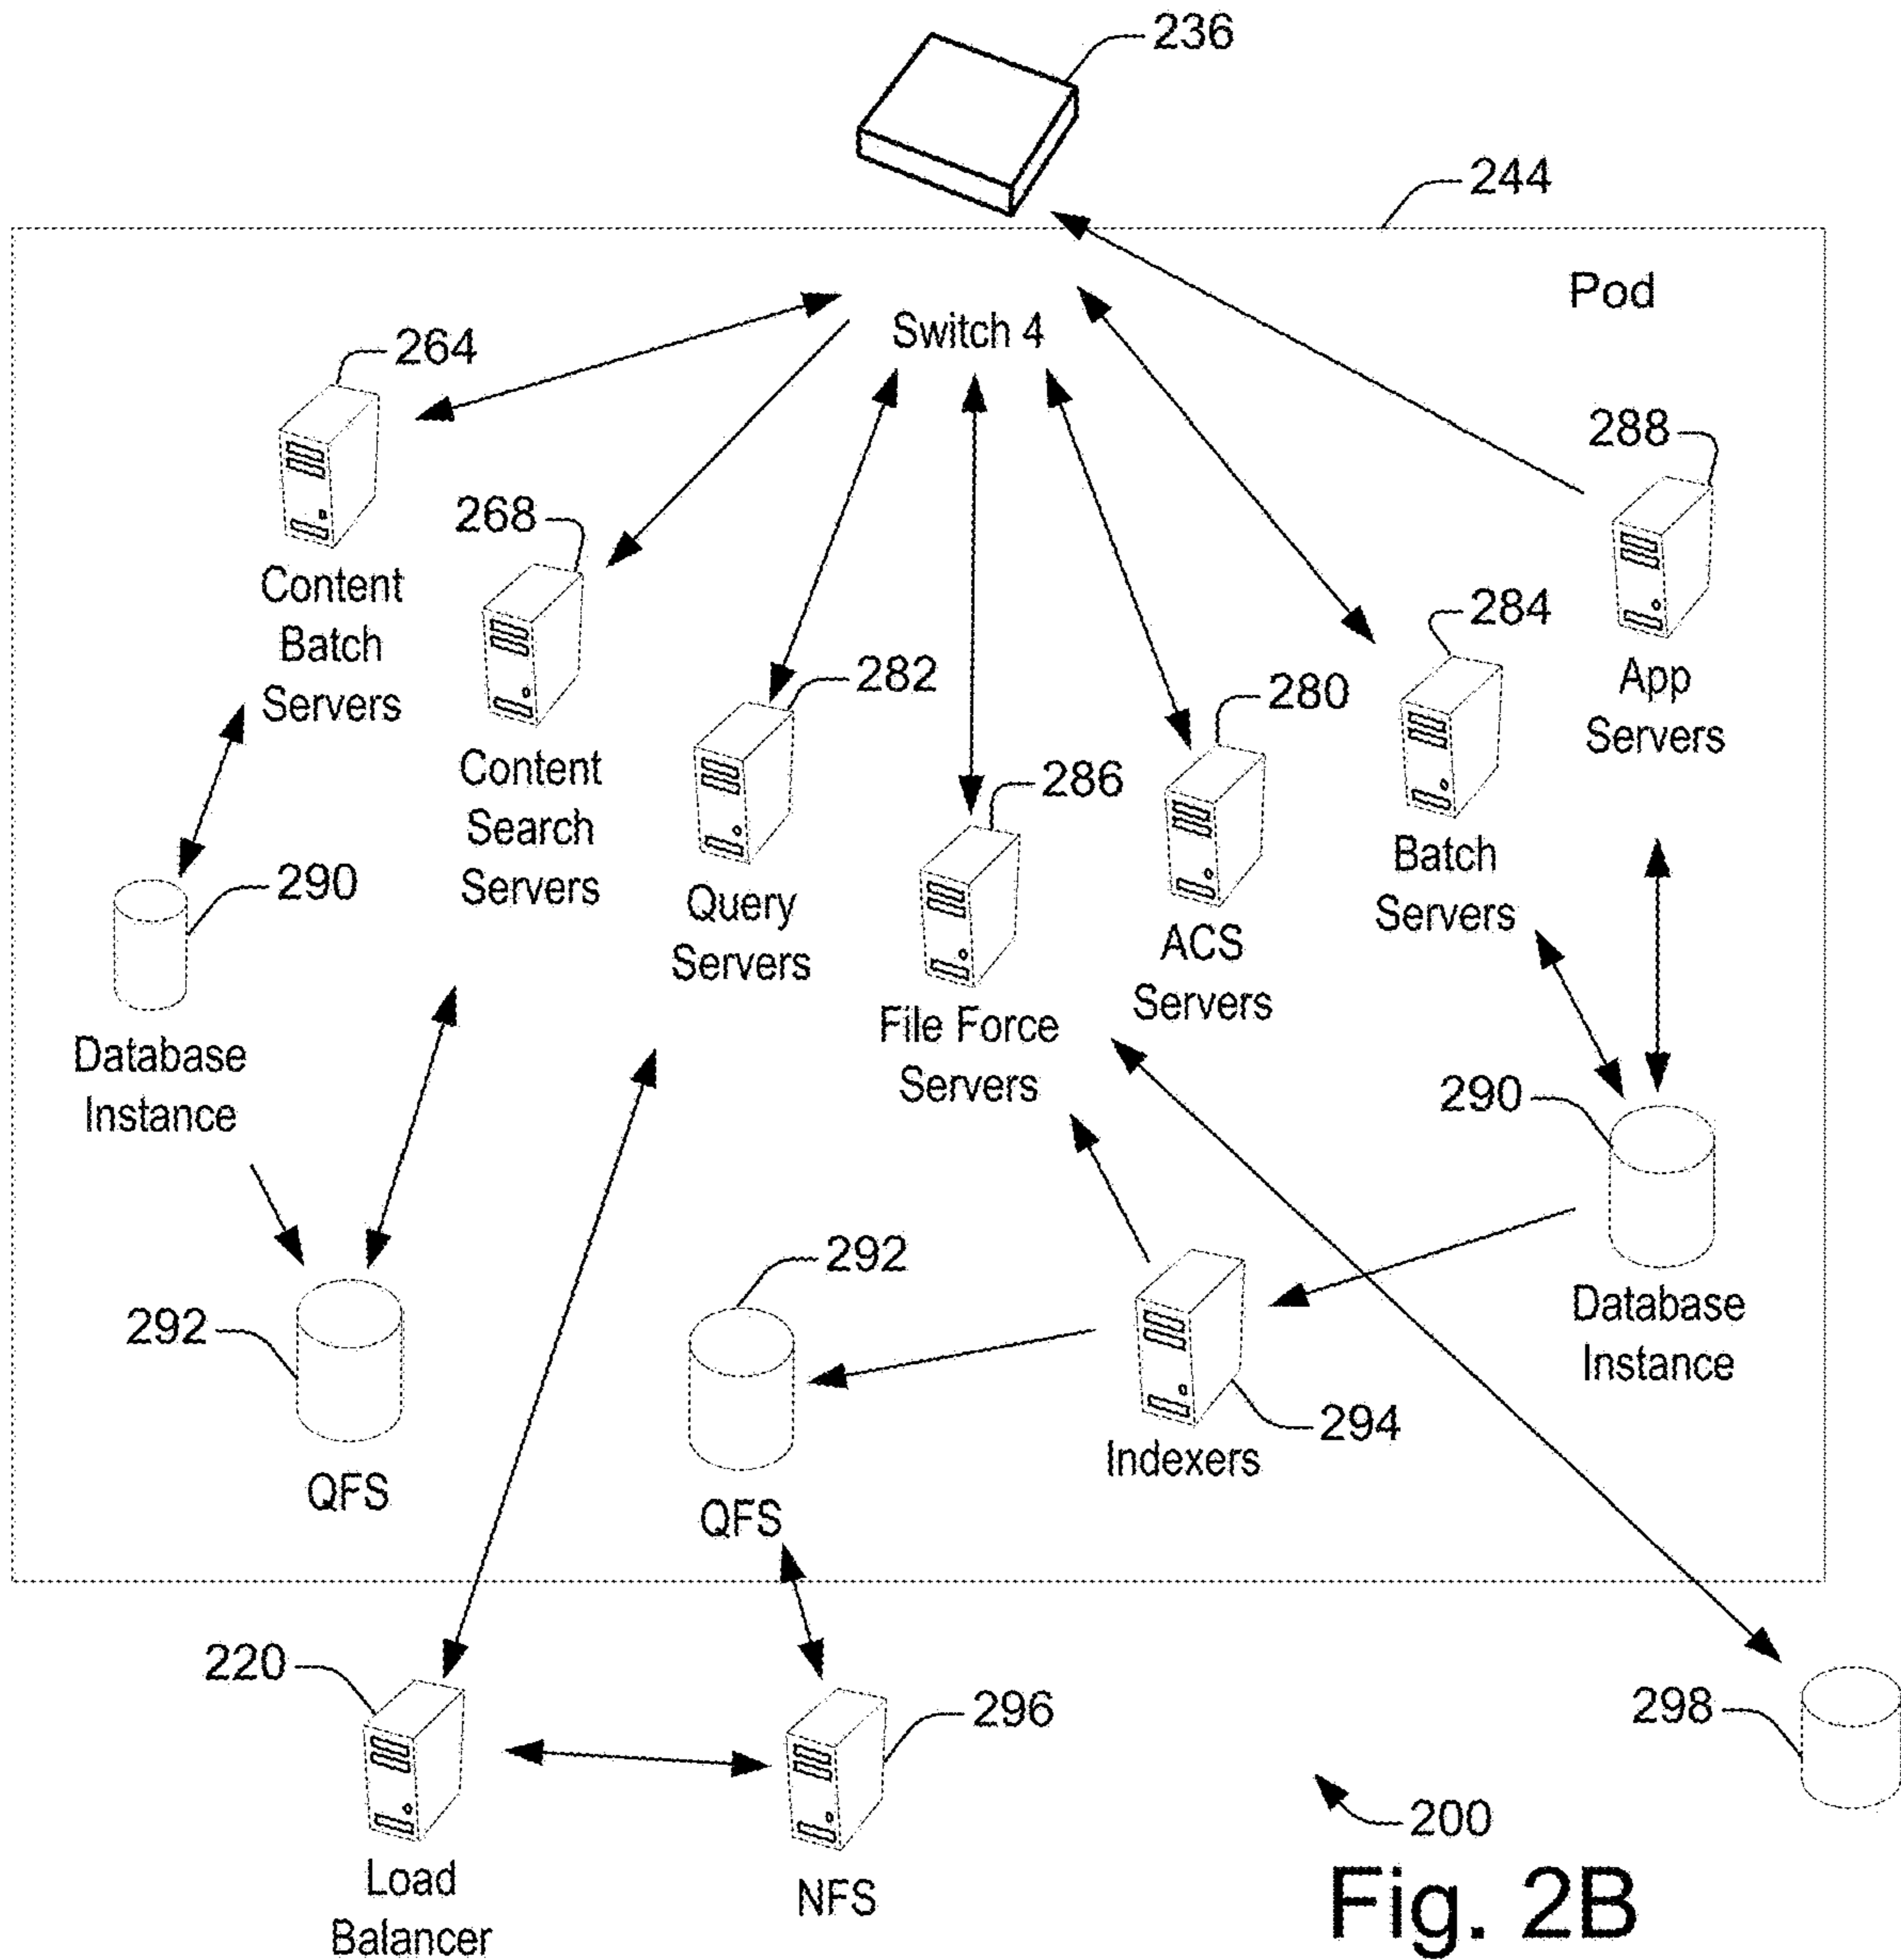 236
244
Pod
Switch 4
264
Content
Batch
Servers
268
Content
Search
Servers
282
Query
Servers
286
File Force
Servers
280
ACS
Servers
284
Batch
Servers
288
App
Servers
290
Database
Instance
290
Database
Instance
292
QFS
292
QFS
294
Indexers
220
Load
Balancer
296
NFS
298
200
Fig. 2B